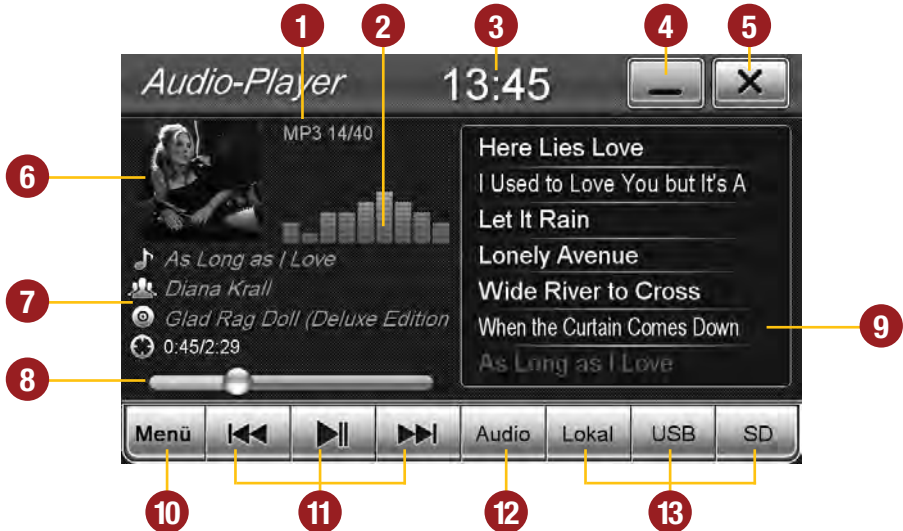 1 2 3 4 5
Audio-Player 13:45
MP3 14/40
6
7
8
As Long as I Love
Diana Krall
Glad Rag Doll (Deluxe Edition
0:45/2:29
Here Lies Love
I Used to Love You but It's A
Let It Rain
Lonely Avenue
Wide River to Cross
When the Curtain Comes Down
As Long as I Love
9
Menü Audio Lokal USB SD
10 11 12 13